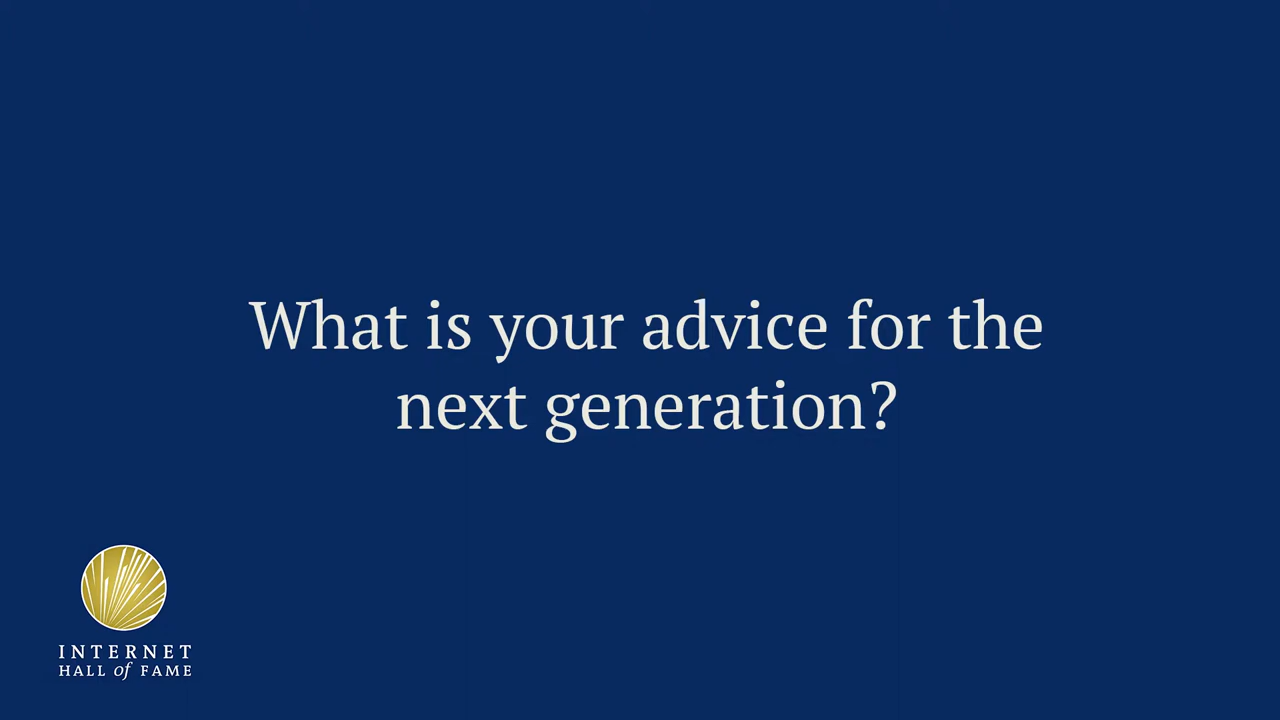 What is your advice for the
next generation?
INTERNET
HALL of FAME